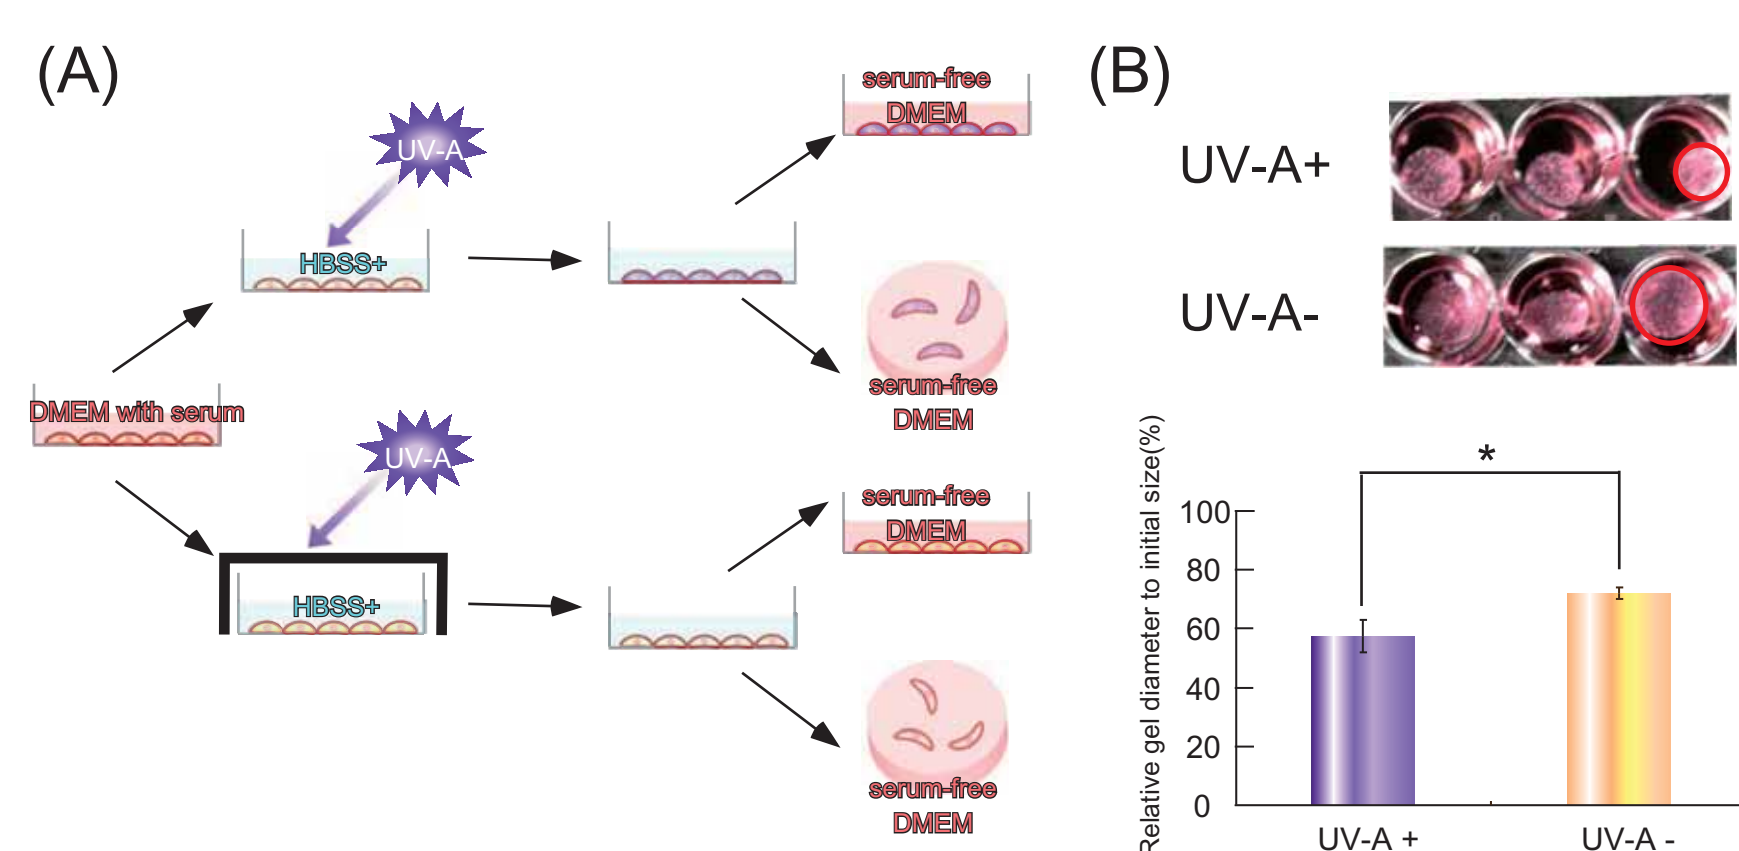 (A)
UV-A
HBSS+
serum-free
DMEM
serum-free
DMEM
DMEM with serum
UV-A
HBSS+
serum-free
DMEM
serum-free
DMEM
(B)
UV-A+
UV-A-
Relative gel diameter to initial size(%)
*
100
80
60
40
20
0
UV-A +
UV-A -